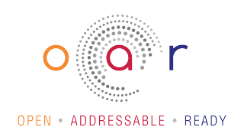 oar
OPEN • ADDRESSABLE • READY